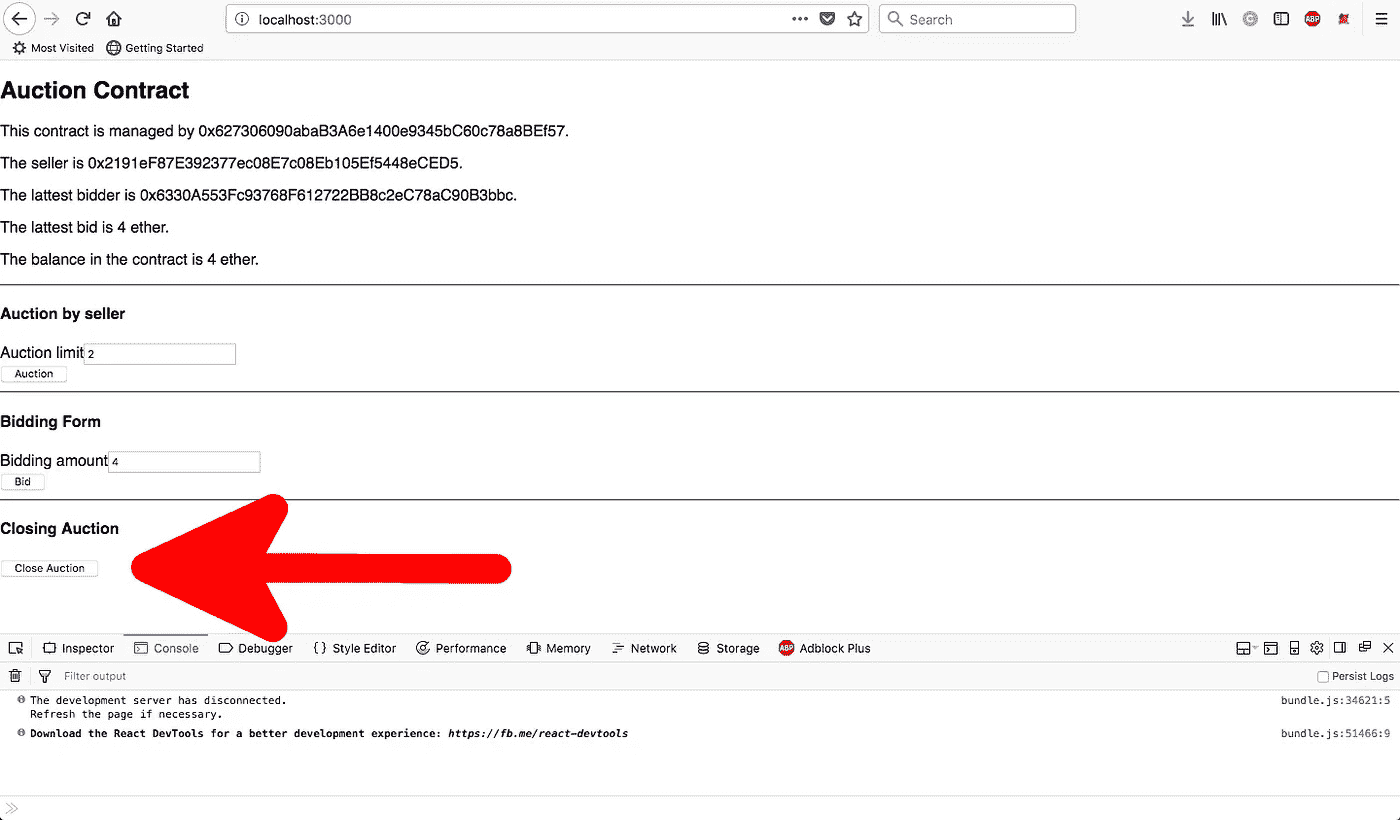 localhost:3000
Search
ABP
Most Visited
Getting Started
Auction Contract
This contract is managed by 0x627306090abaB3A6e1400e9345bC60c78a8BEf57.
The seller is 0x2191eF87E392377ec08E7c08Eb105Ef5448eCED5.
The lattest bidder is 0x6330A553Fc93768F612722BB8c2eC78aC90B3bbc.
The lattest bid is 4 ether.
The balance in the contract is 4 ether.
Auction by seller
Auction limit 2
Auction
Bidding Form
Bidding amount 4
Bid
Closing Auction
Close Auction
Inspector Console Debugger { } Style Editor Performance Memory Network Storage ABP Adblock Plus
Filter output Persist Logs
The development server has disconnected. bundle.js:34621:5
Refresh the page if necessary.
Download the React DevTools for a better development experience: https://fb.me/react-devtools bundle.js:51466:9